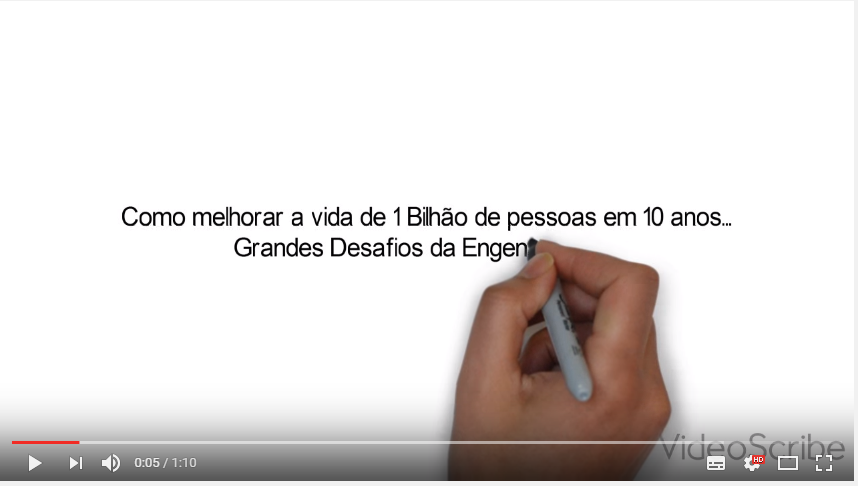 Como melhorar a vida de 1 Bilhão de pessoas em 10 anos...
Grandes Desafios da Engen
VideoScribe
0:05 / 1:10
HD